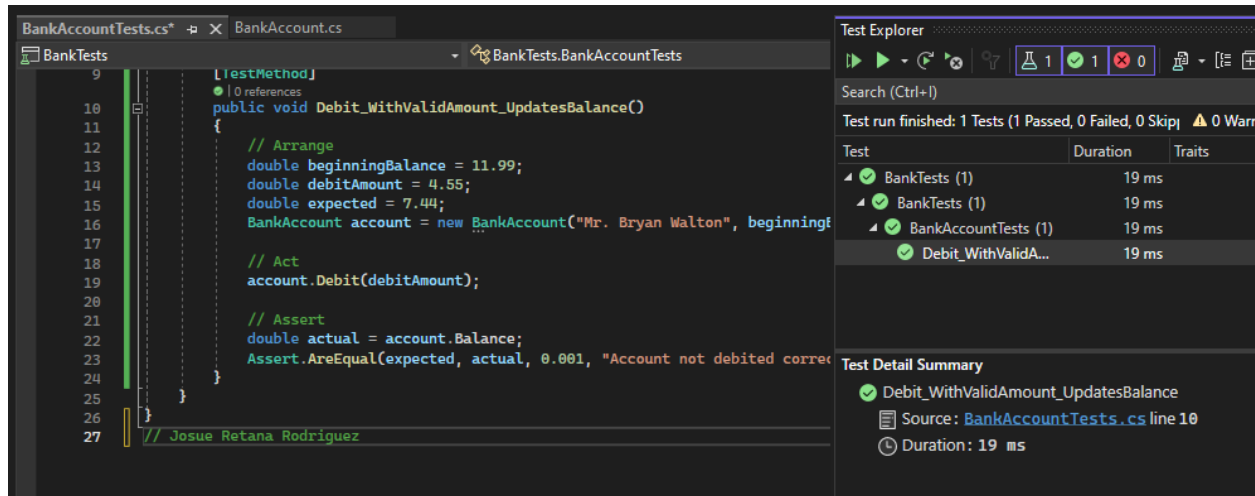 BankAccountTests.cs*
BankAccount.cs
BankTests
BankTests.BankAccountTests
9 [TestMethod]
0 references
10 public void Debit_WithValidAmount_UpdatesBalance()
11 {
12 // Arrange
13 double beginningBalance = 11.99;
14 double debitAmount = 4.55;
15 double expected = 7.44;
16 BankAccount account = new BankAccount("Mr. Bryan Walton", beginningB
17
18 // Act
19 account.Debit(debitAmount);
20
21 // Assert
22 double actual = account.Balance;
23 Assert.AreEqual(expected, actual, 0.001, "Account not debited correc
24 }
25 }
26 }
27 // Josue Retana Rodriguez
Test Explorer
1 1 0
Search (Ctrl+I)
Test run finished: 1 Tests (1 Passed, 0 Failed, 0 Skipp 0 Warr
Test Duration Traits
BankTests (1) 19 ms
BankTests (1) 19 ms
BankAccountTests (1) 19 ms
Debit_WithValidA... 19 ms
Test Detail Summary
Debit_WithValidAmount_UpdatesBalance
Source: BankAccountTests.cs line 10
Duration: 19 ms